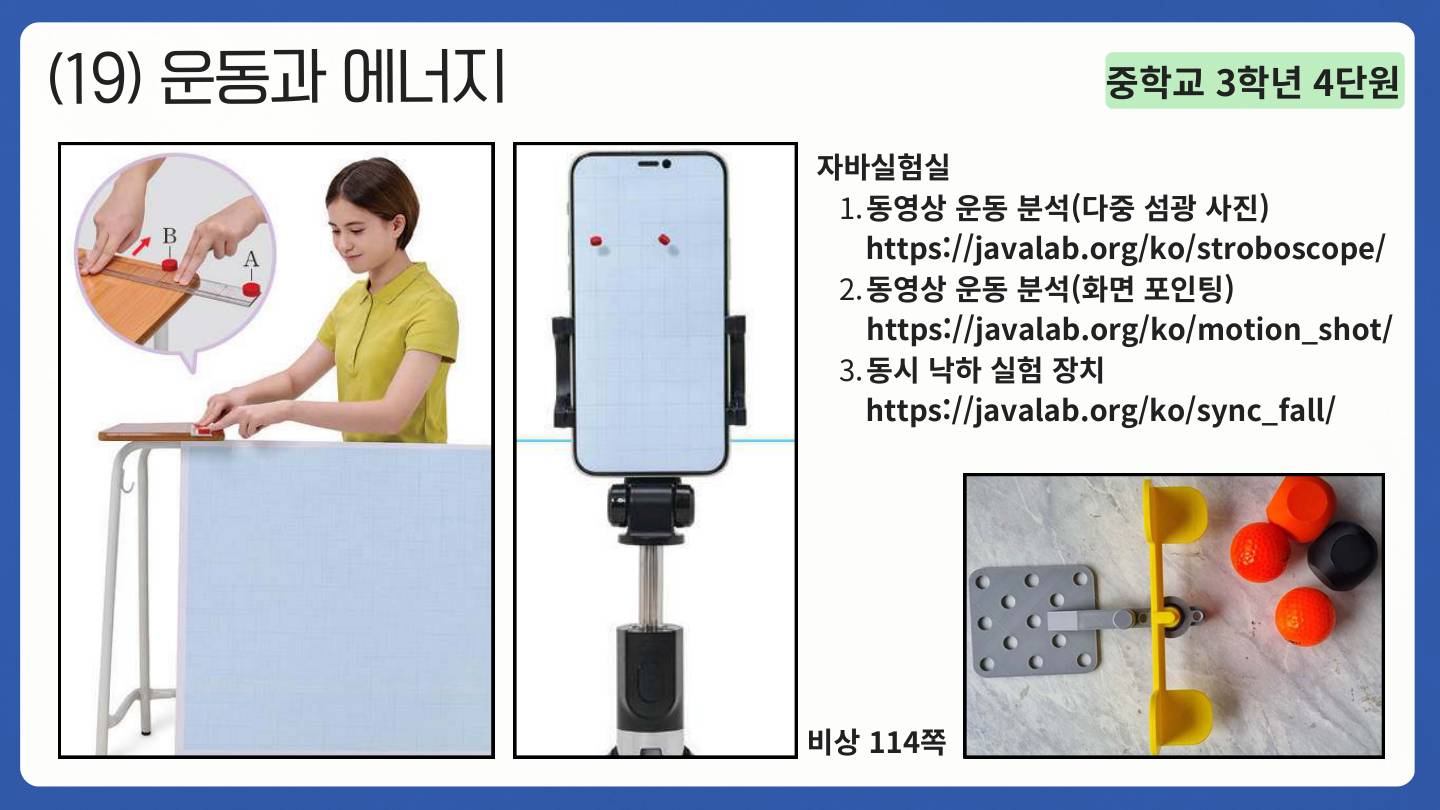 (19) 운동과 에너지
중학교 3학년 4단원
B
A
자바실험실
1. 동영상 운동 분석(다중 섬광 사진)
https://javalab.org/ko/stroboscope/
2. 동영상 운동 분석(화면 포인팅)
https://javalab.org/ko/motion_shot/
3. 동시 낙하 실험 장치
https://javalab.org/ko/sync_fall/
비상 114쪽